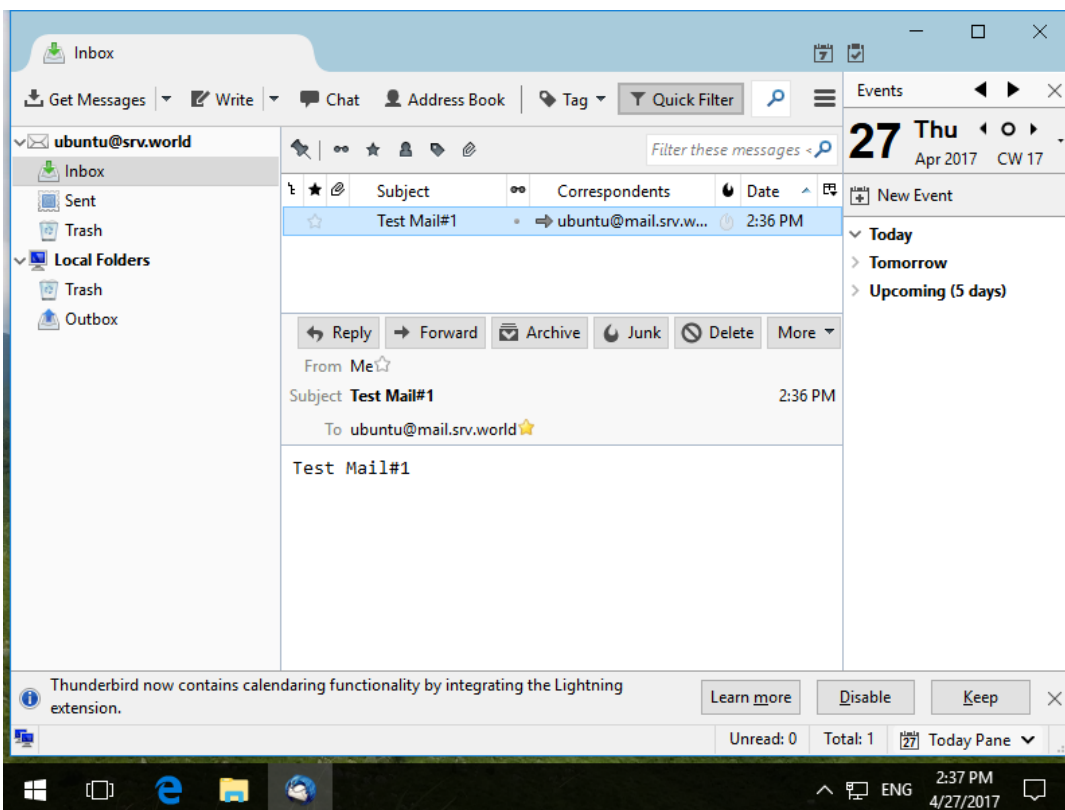 Inbox
7
Get Messages Write Chat Address Book Tag Quick Filter
ubuntu@srv.world
Inbox
Sent
Trash
Local Folders
Trash
Outbox
Filter these messages <
Subject Correspondents Date
Test Mail#1 ubuntu@mail.srv.w... 2:36 PM
Reply Forward Archive Junk Delete More
From Me
Subject Test Mail#1 2:36 PM
To ubuntu@mail.srv.world
Test Mail#1
Events
27 Thu
Apr 2017 CW 17
New Event
Today
Tomorrow
Upcoming (5 days)
Thunderbird now contains calendaring functionality by integrating the Lightning
extension.
Learn more Disable Keep
Unread: 0 Total: 1 27 Today Pane
ENG
2:37 PM
4/27/2017